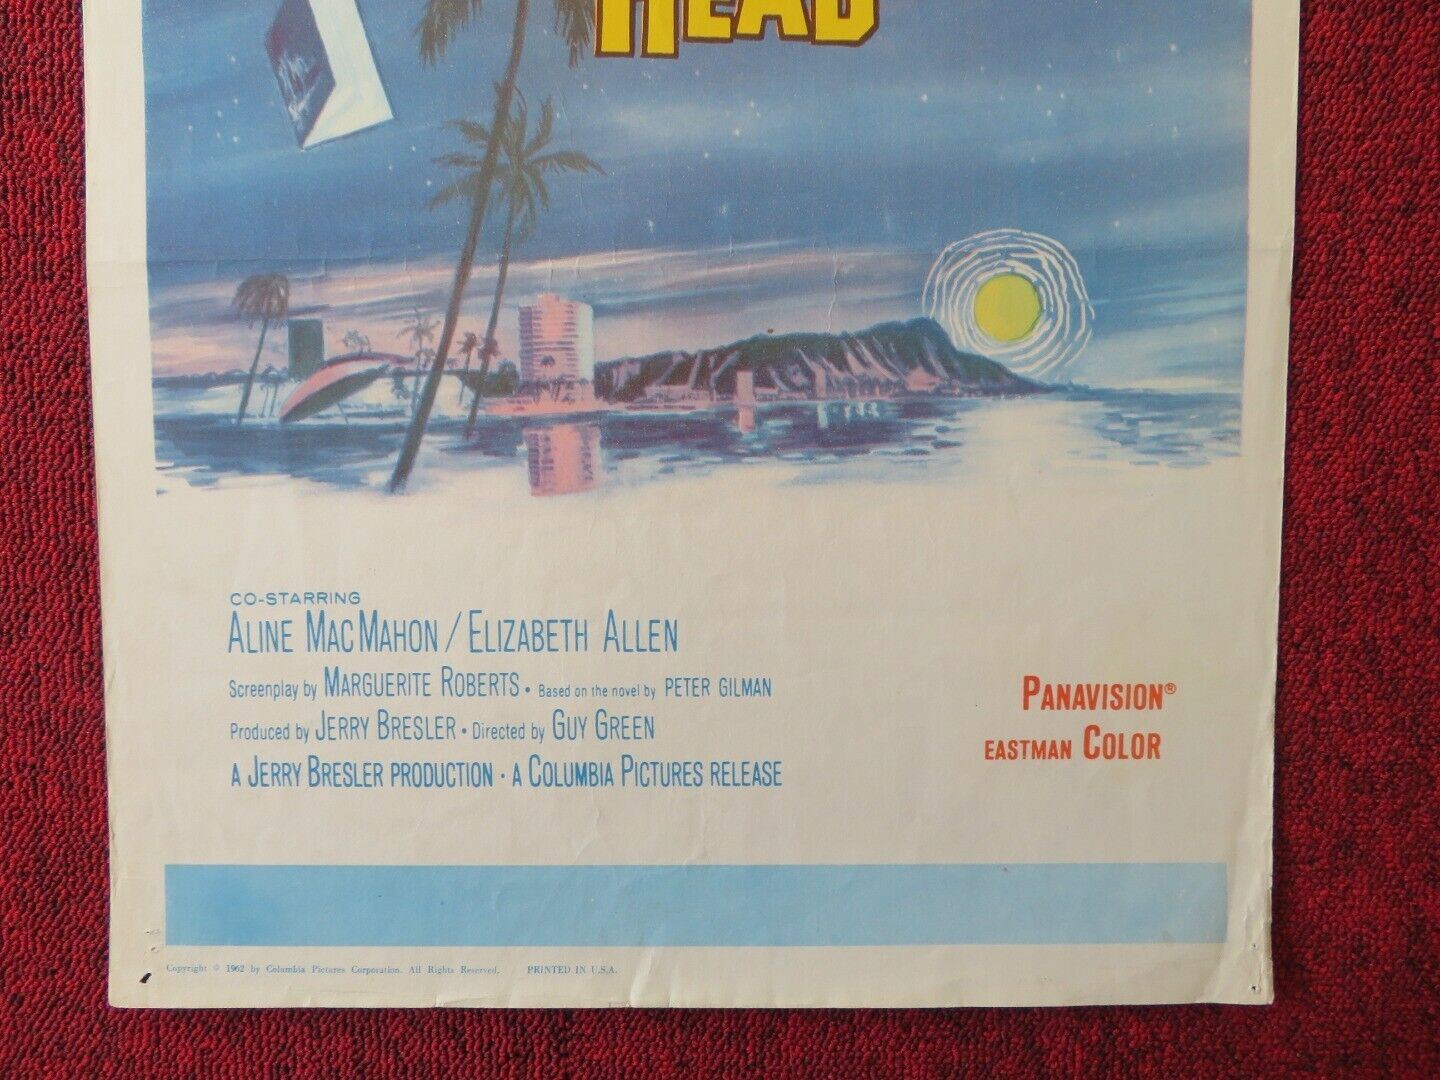 HEAD
CO-STARRING
ALINE MACMAHON / ELIZABETH ALLEN
Screenplay by MARGUERITE ROBERTS • Based on the novel by PETER GILMAN
Produced by JERRY BRESLER • Directed by GUY GREEN
A JERRY BRESLER PRODUCTION • A COLUMBIA PICTURES RELEASE
PANAVISION®
EASTMAN COLOR
Copyright © 1962 by Columbia Pictures Corporation. All Rights Reserved. PRINTED IN U.S.A.